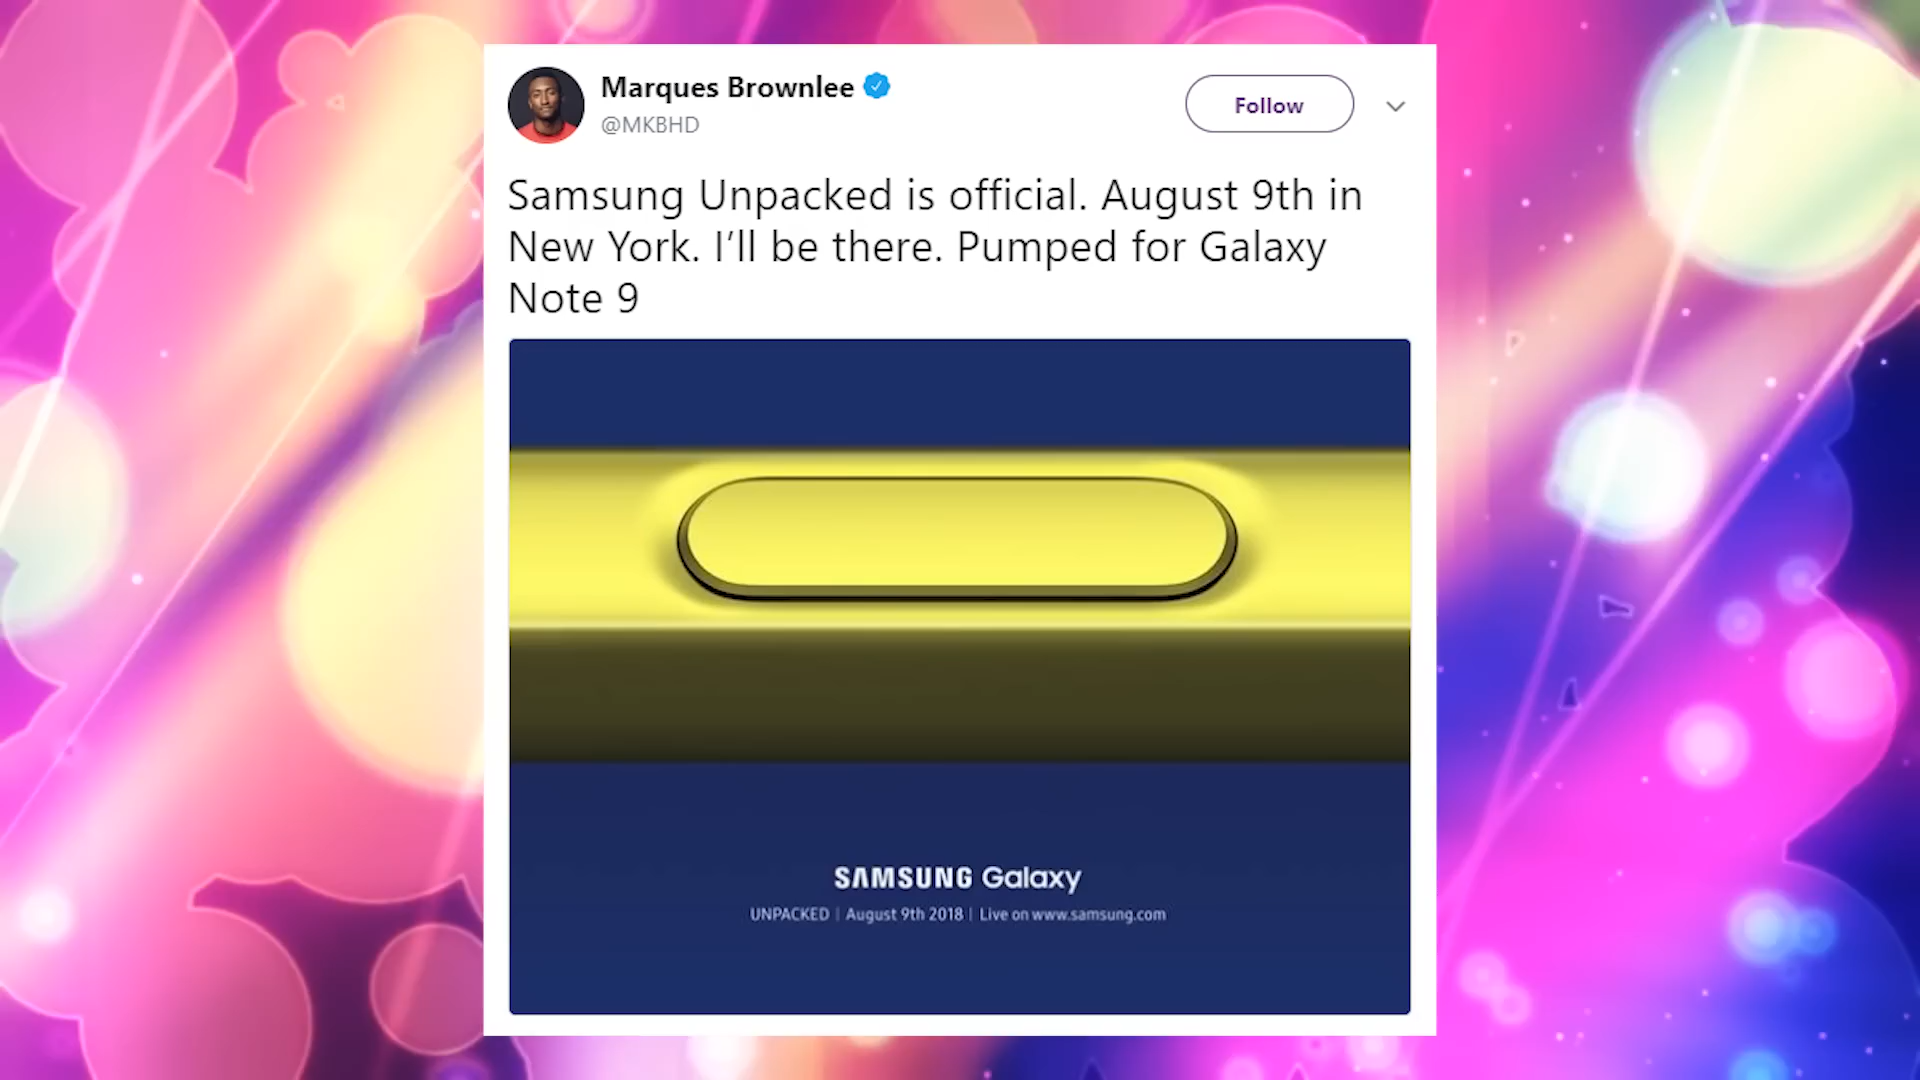 Marques Brownlee
@MKBHD
Follow
Samsung Unpacked is official. August 9th in
New York. I’ll be there. Pumped for Galaxy
Note 9
SAMSUNG Galaxy
UNPACKED | August 9th 2018 | Live on www.samsung.com